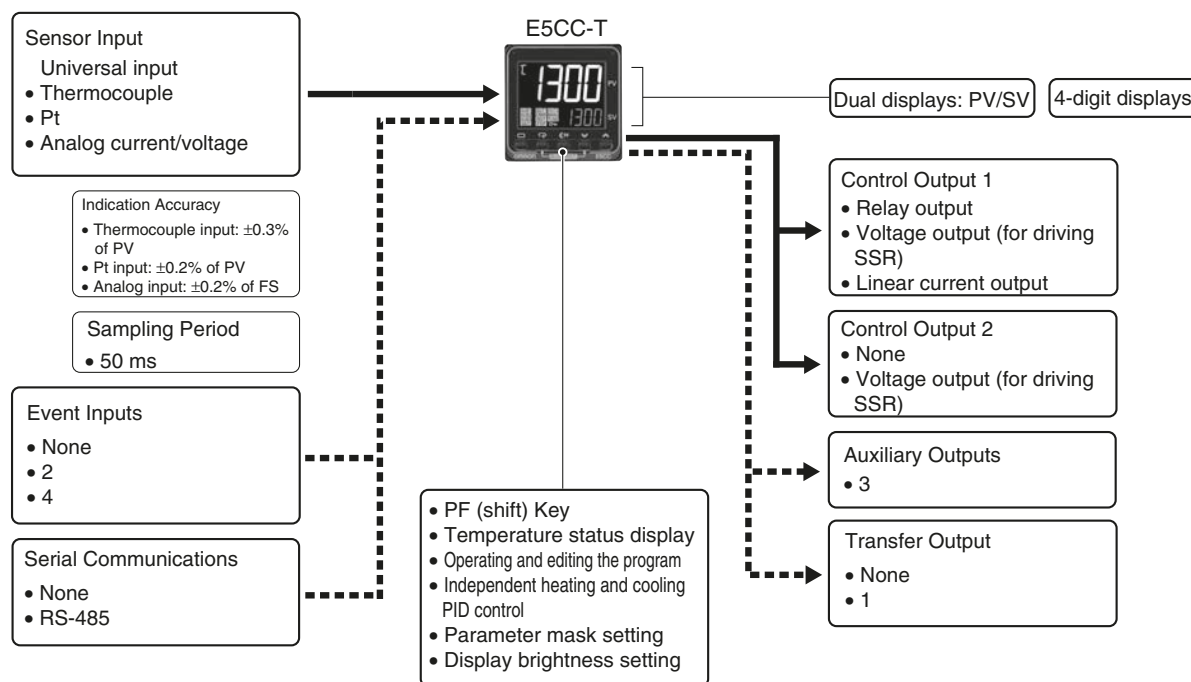 E5CC-T
Sensor Input
Universal input
• Thermocouple
• Pt
• Analog current/voltage
Indication Accuracy
• Thermocouple input: ±0.3%
of PV
• Pt input: ±0.2% of PV
• Analog input: ±0.2% of FS
Sampling Period
• 50 ms
Event Inputs
• None
• 2
• 4
Serial Communications
• None
• RS-485
1300
PV
1300
SV
OMRON
E5CC
• PF (shift) Key
• Temperature status display
• Operating and editing the program
• Independent heating and cooling
PID control
• Parameter mask setting
• Display brightness setting
Dual displays: PV/SV
4-digit displays
Control Output 1
• Relay output
• Voltage output (for driving
SSR)
• Linear current output
Control Output 2
• None
• Voltage output (for driving
SSR)
Auxiliary Outputs
• 3
Transfer Output
• None
• 1